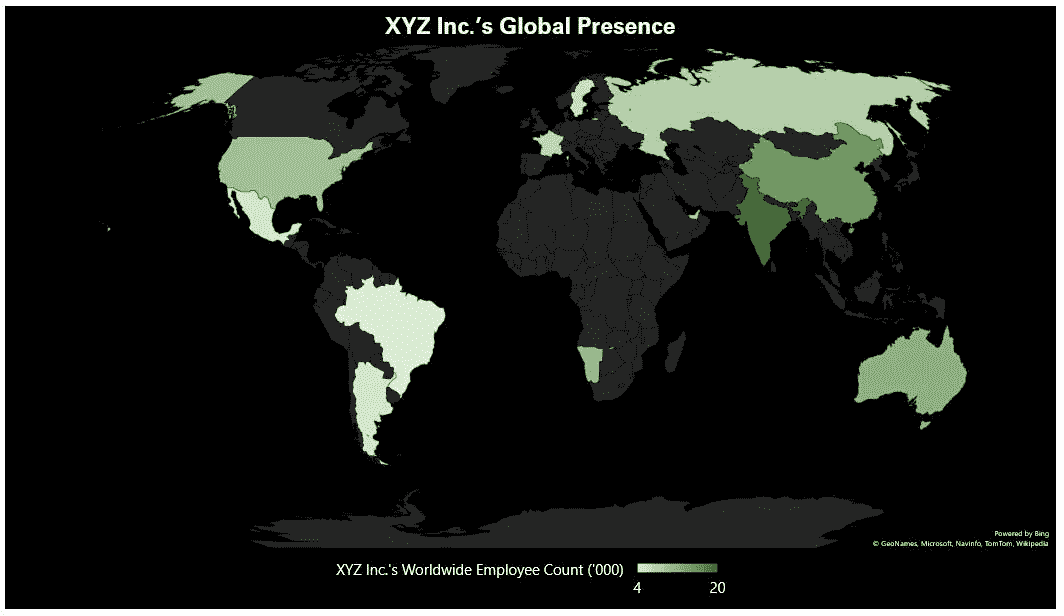 XYZ Inc.'s Global Presence
Powered by Bing
© GeoNames, Microsoft, Navinfo, TomTom, Wikipedia
XYZ Inc.'s Worldwide Employee Count ('000)
4 20